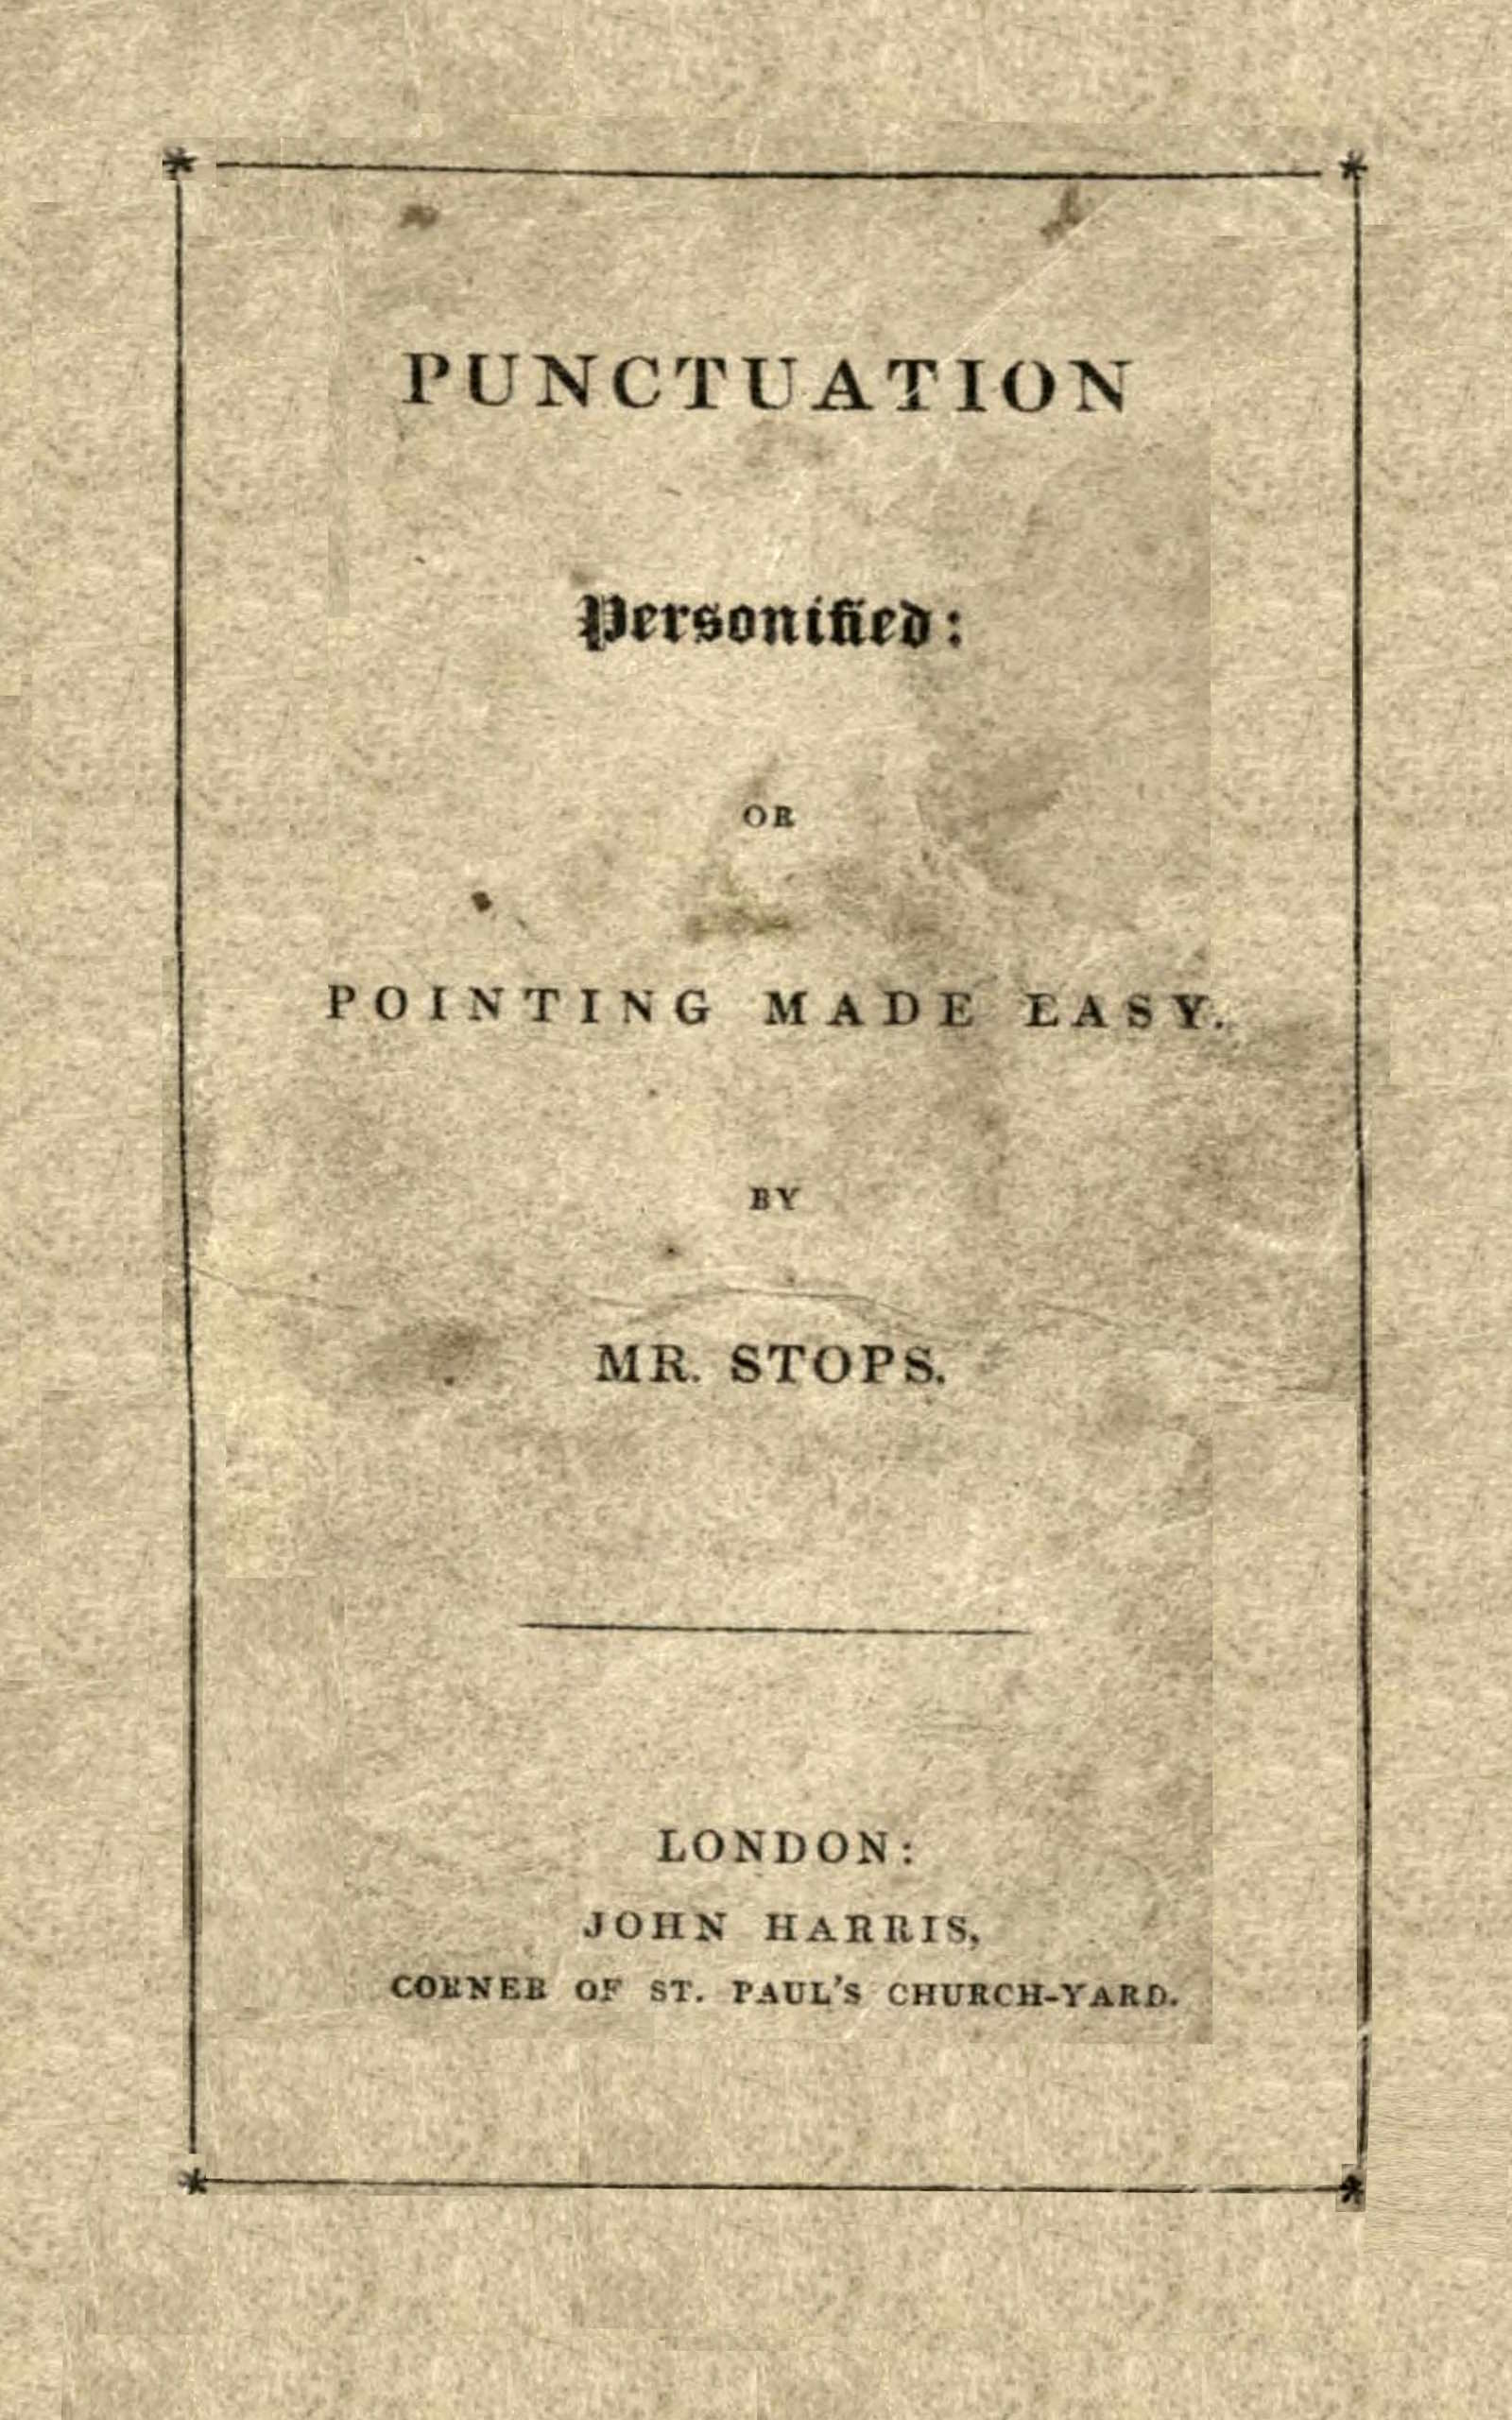 PUNCTUATION
Personified:
OR
POINTING MADE EASY.
BY
MR. STOPS.
LONDON:
JOHN HARRIS,
CORNER OF ST. PAUL'S CHURCH-YARD.